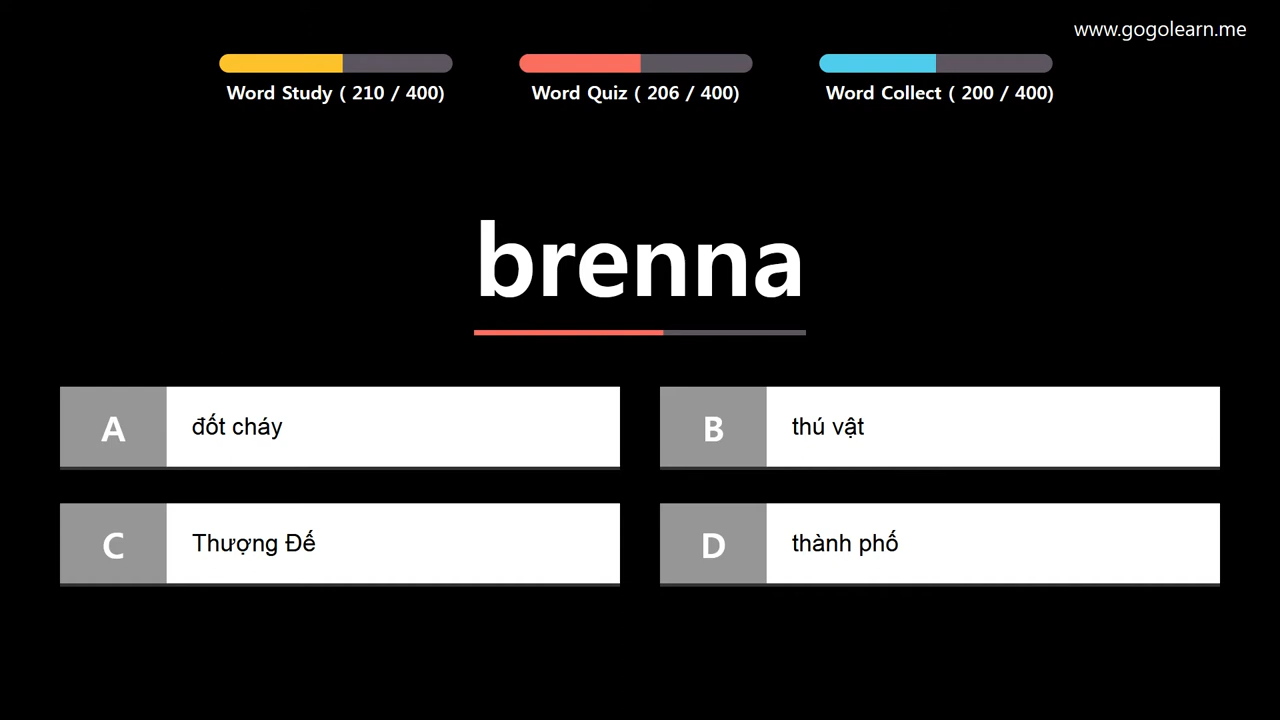 www.gogolearn.me
Word Study ( 210 / 400)
Word Quiz ( 206 / 400)
Word Collect ( 200 / 400)
brenna
A
đốt cháy
B
thú vật
C
Thượng Đế
D
thành phố